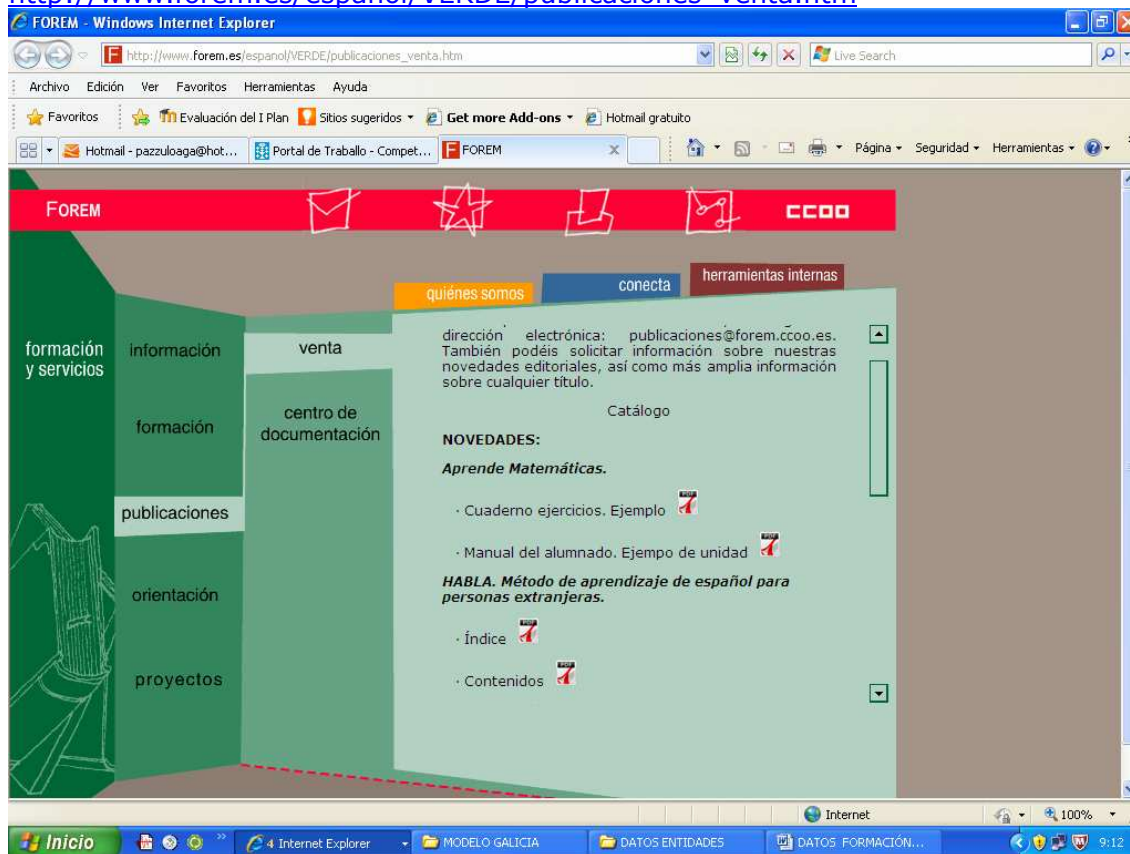 http://www.forem.es/espanol/VERDE/publicaciones_venta.htm
FOREM - Windows Internet Explorer
http://www.forem.es/espanol/VERDE/publicaciones_venta.htm
Live Search
Archivo Edición Ver Favoritos Herramientas Ayuda
Favoritos Evaluación del I Plan Sitios sugeridos Get more Add-ons Hotmail gratuito
Hotmail - pazzuloaga@hot... Portal de Traballo - Compet... FOREM Página Seguridad Herramientas
FOREM CCOO
quiénes somos conecta herramientas internas
formación
y servicios
información
formación
publicaciones
orientación
proyectos
venta
centro de
documentación
dirección electrónica: publicaciones@forem.ccoo.es.
También podéis solicitar información sobre nuestras
novedades editoriales, así como más amplia información
sobre cualquier título.
Catálogo
NOVEDADES:
Aprende Matemáticas.
· Cuaderno ejercicios. Ejemplo PDF
· Manual del alumnado. Ejempo de unidad PDF
HABLA. Método de aprendizaje de español para
personas extranjeras.
· Índice PDF
· Contenidos PDF
Internet 100%
Inicio 4 Internet Explorer MODELO GALICIA DATOS ENTIDADES DATOS FORMACIÓN... 9:12